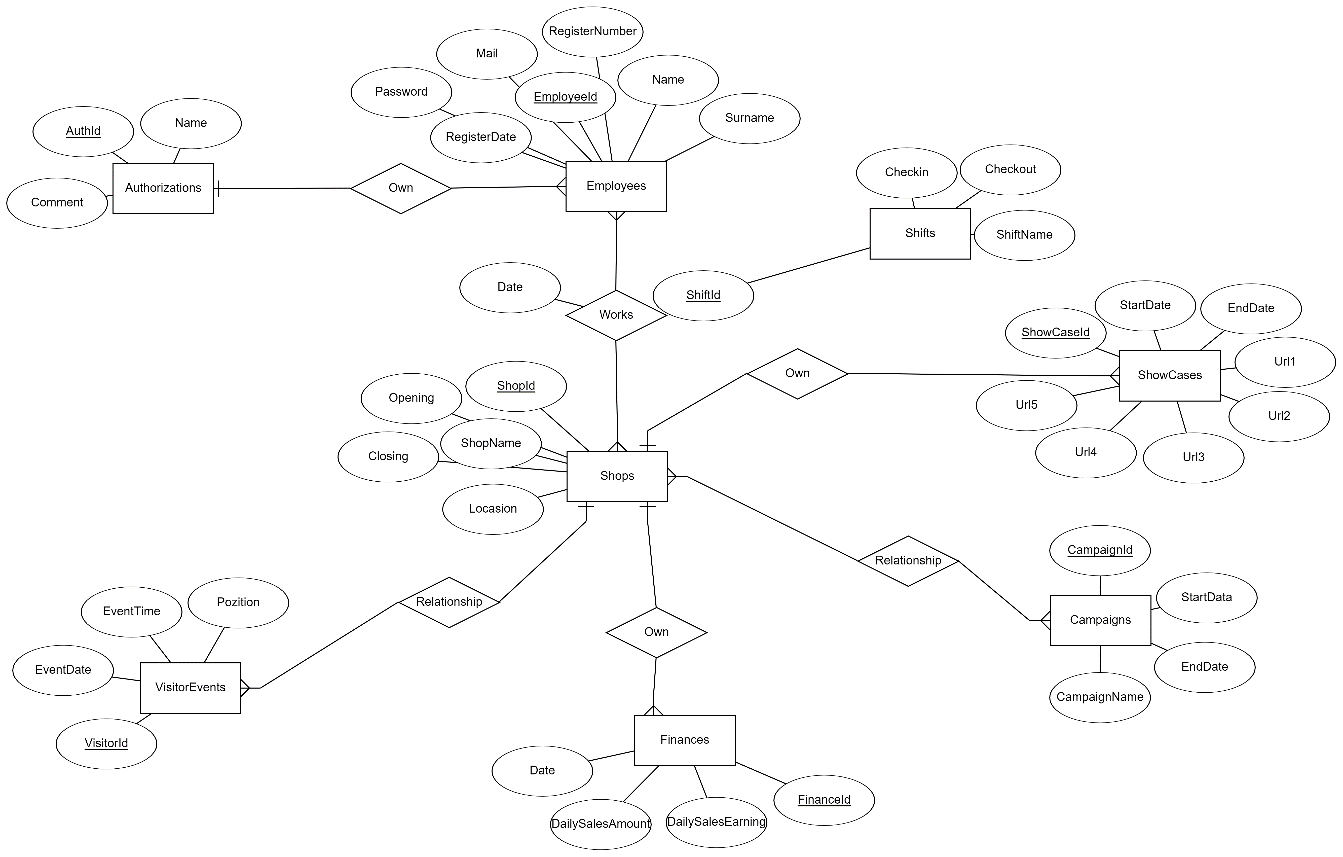 RegisterNumber
Mail
Name
Password
EmployeeId
Surname
RegisterDate
AuthId
Name
Comment
Authorizations
Own
Employees
Checkin
Checkout
Shifts
ShiftName
Date
Works
ShiftId
ShowCaseId
StartDate
EndDate
Url1
Own
ShowCases
Url5
Url2
Url4
Url3
ShopId
Opening
ShopName
Closing
Shops
Locasion
Relationship
CampaignId
StartData
Campaigns
EndDate
CampaignName
Relationship
EventTime
Pozition
EventDate
VisitorEvents
VisitorId
Own
Finances
Date
FinanceId
DailySalesAmount
DailySalesEarning